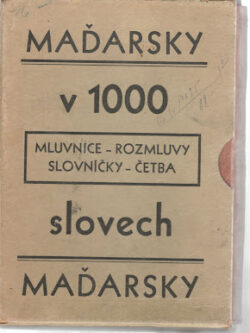 MAĎARSKY
v 1000
MLUVNICE - ROZMLUVY
SLOVNÍČKY - ČETBA
slovech
MAĎARSKY